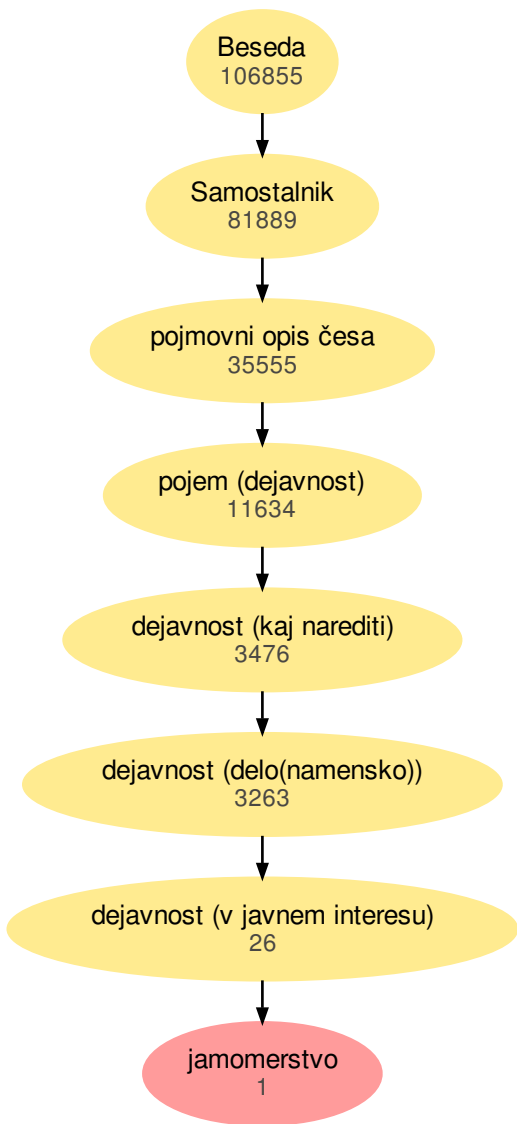 Beseda
106855
Samostalnik
81889
pojmovni opis česa
35555
pojem (dejavnost)
11634
dejavnost (kaj narediti)
3476
dejavnost (delo(namensko))
3263
dejavnost (v javnem interesu)
26
jamomerstvo
1